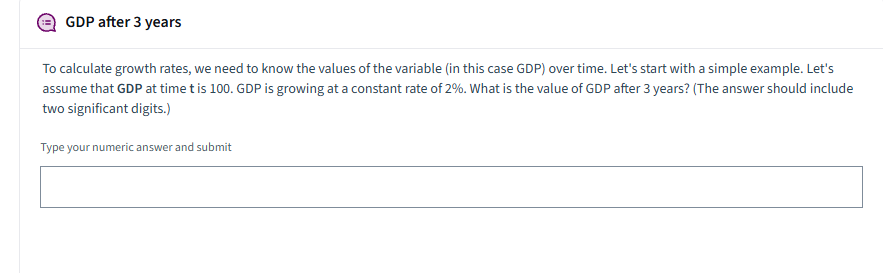 GDP after 3 years
To calculate growth rates, we need to know the values of the variable (in this case GDP) over time. Let's start with a simple example. Let's
assume that GDP at time t is 100. GDP is growing at a constant rate of 2%. What is the value of GDP after 3 years? (The answer should include
two significant digits.)
Type your numeric answer and submit